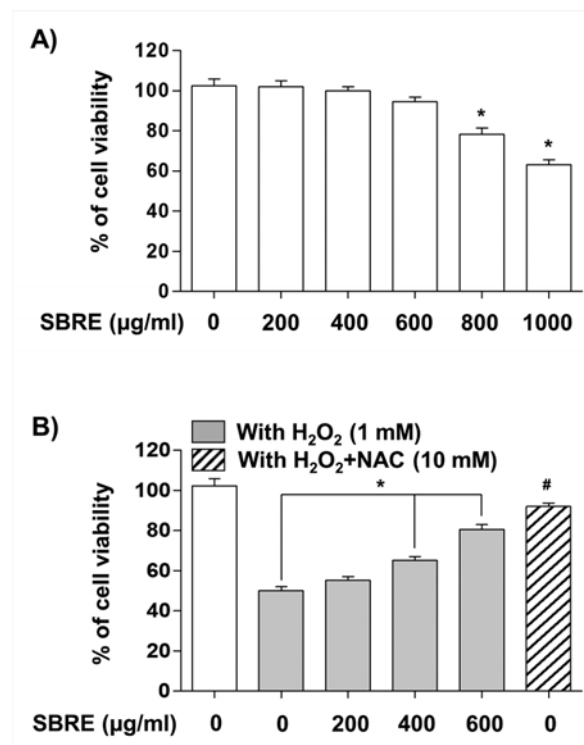 A)
% of cell viability
120
100
80
60
40
20
0
* *
SBRE (µg/ml) 0 200 400 600 800 1000
B)
With H₂O₂ (1 mM)
With H₂O₂+NAC (10 mM)
% of cell viability
120
100
80
60
40
20
0
* #
SBRE (µg/ml) 0 0 200 400 600 0